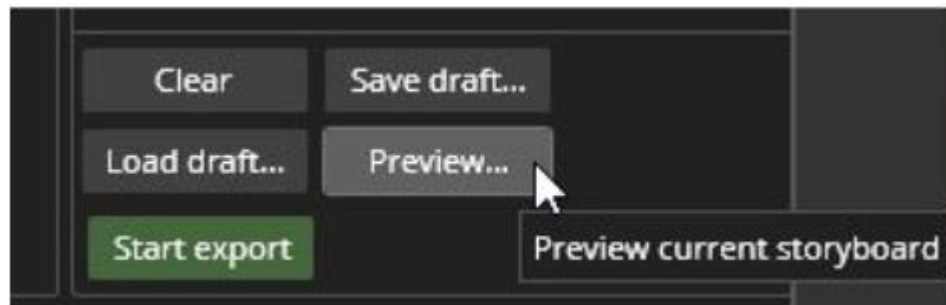 Clear
Save draft...
Load draft...
Preview...
Start export
Preview current storyboard